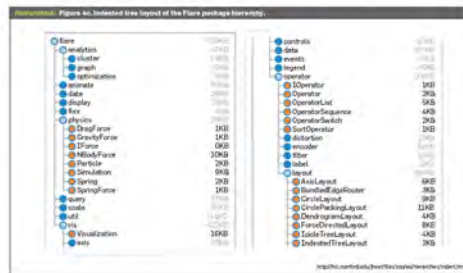 Figure 4c. Indented tree layout of the Flare package hierarchy.
flare
analytics
cluster
graph
optimization
animate
data
display
flex
physics
DragForce 1KB
GravityForce 1KB
IForce 0KB
NBodyForce 10KB
Particle 2KB
Simulation 9KB
Spring 2KB
SpringForce 1KB
query
scale
util
vis
Visualization 16KB
axis
controls
data
events
legend
operator
IOperator 1KB
Operator 2KB
OperatorList 5KB
OperatorSequence 4KB
OperatorSwitch 2KB
SortOperator 1KB
distortion
encoder
filter
label
layout
AxisLayout 6KB
BundledEdgeRouter 3KB
CircleLayout 9KB
CirclePackingLayout 11KB
DendrogramLayout 4KB
ForceDirectedLayout 8KB
IcicleTreeLayout 4KB
IndentedTreeLayout 3KB